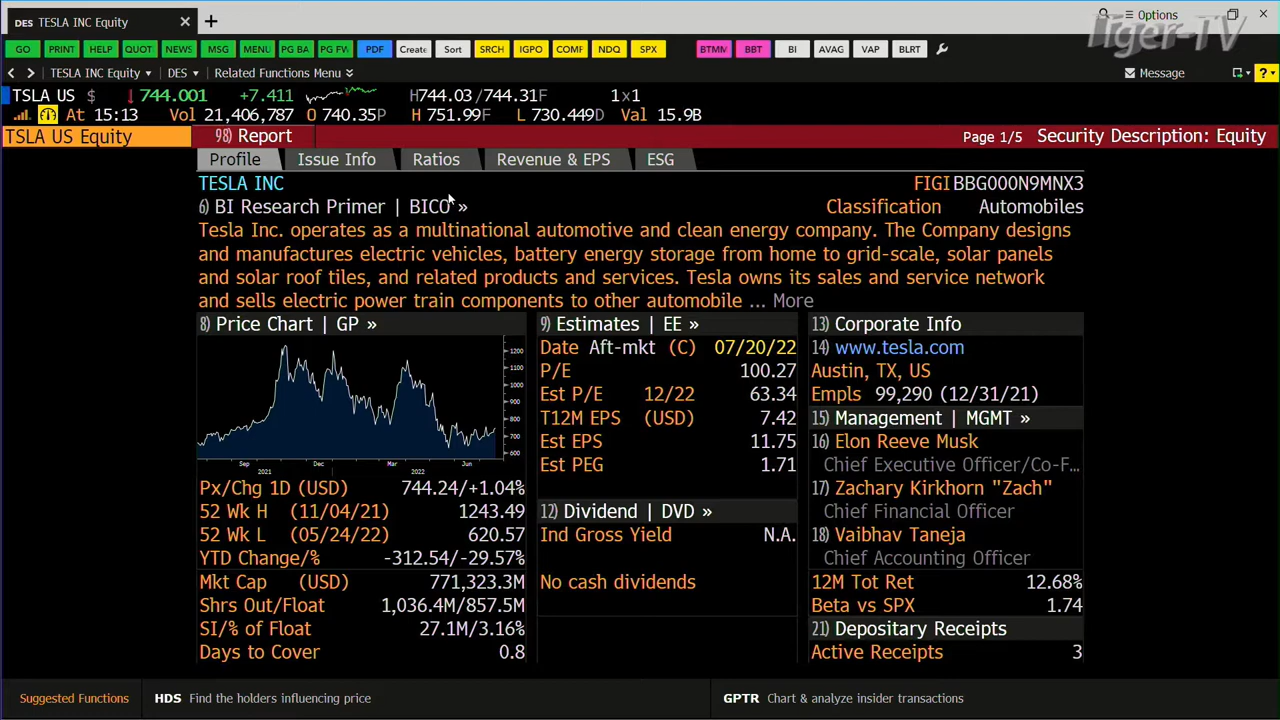 DES TESLA INC Equity
Options
Tiger-TV
GO PRINT HELP QUOT NEWS MSG MENU PG BA PG FW PDF Create Sort SRCH IGPO COMF NDQ SPX BTMM BBT BI AVAG VAP BLRT
TESLA INC Equity DES Related Functions Menu Message
TSLA US $ ↓744.001 +7.411 H744.03/744.31F 1x1
At 15:13 Vol 21,406,787 O 740.35P H 751.99F L 730.449D Val 15.9B
TSLA US Equity 98) Report Page 1/5 Security Description: Equity
Profile Issue Info Ratios Revenue & EPS ESG
TESLA INC FIGI BBG000N9MNX3
6) BI Research Primer | BICO » Classification Automobiles
Tesla Inc. operates as a multinational automotive and clean energy company. The Company designs
and manufactures electric vehicles, battery energy storage from home to grid-scale, solar panels
and solar roof tiles, and related products and services. Tesla owns its sales and service network
and sells electric power train components to other automobile ... More
8) Price Chart | GP »
1200
1100
1000
900
800
700
600
Sep Dec Mar Jun
2021 2022
Px/Chg 1D (USD) 744.24/+1.04%
52 Wk H (11/04/21) 1243.49
52 Wk L (05/24/22) 620.57
YTD Change/% -312.54/-29.57%
Mkt Cap (USD) 771,323.3M
Shrs Out/Float 1,036.4M/857.5M
SI/% of Float 27.1M/3.16%
Days to Cover 0.8
9) Estimates | EE »
Date Aft-mkt (C) 07/20/22
P/E 100.27
Est P/E 12/22 63.34
T12M EPS (USD) 7.42
Est EPS 11.75
Est PEG 1.71
12) Dividend | DVD »
Ind Gross Yield N.A.
No cash dividends
13) Corporate Info
14) www.tesla.com
Austin, TX, US
Empls 99,290 (12/31/21)
15) Management | MGMT »
16) Elon Reeve Musk
Chief Executive Officer/Co-F...
17) Zachary Kirkhorn "Zach"
Chief Financial Officer
18) Vaibhav Taneja
Chief Accounting Officer
12M Tot Ret 12.68%
Beta vs SPX 1.74
21) Depositary Receipts
Active Receipts 3
Suggested Functions HDS Find the holders influencing price GPTR Chart & analyze insider transactions